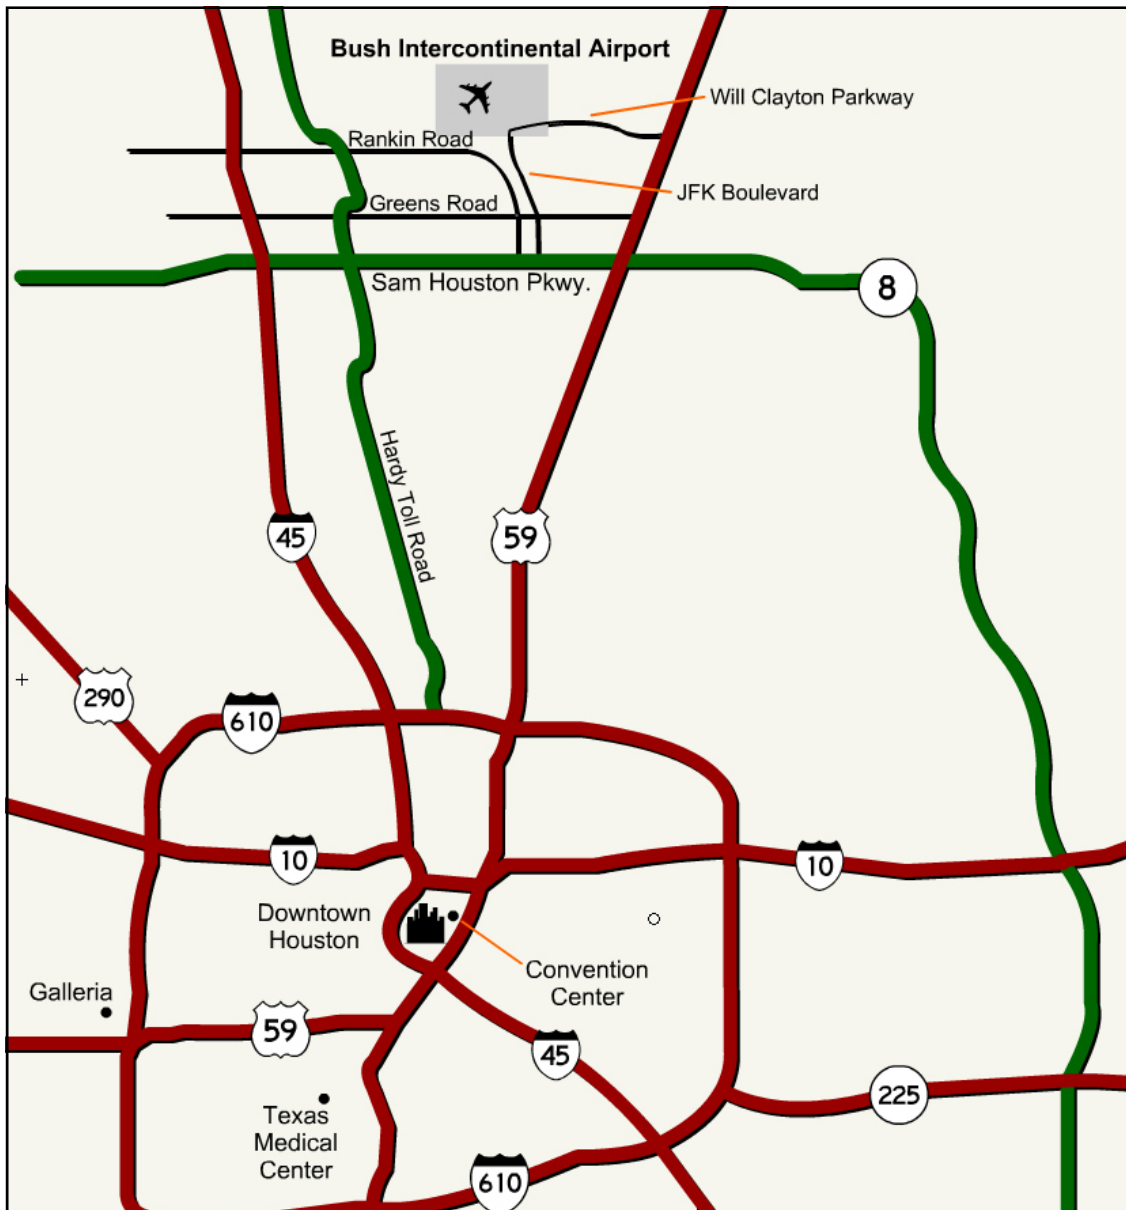 Bush Intercontinental Airport
Will Clayton Parkway
Rankin Road
JFK Boulevard
Greens Road
Sam Houston Pkwy.
8
Hardy Toll Road
45
59
290
610
10
10
Downtown
Houston
Convention
Center
Galleria
59
45
225
Texas
Medical
Center
610